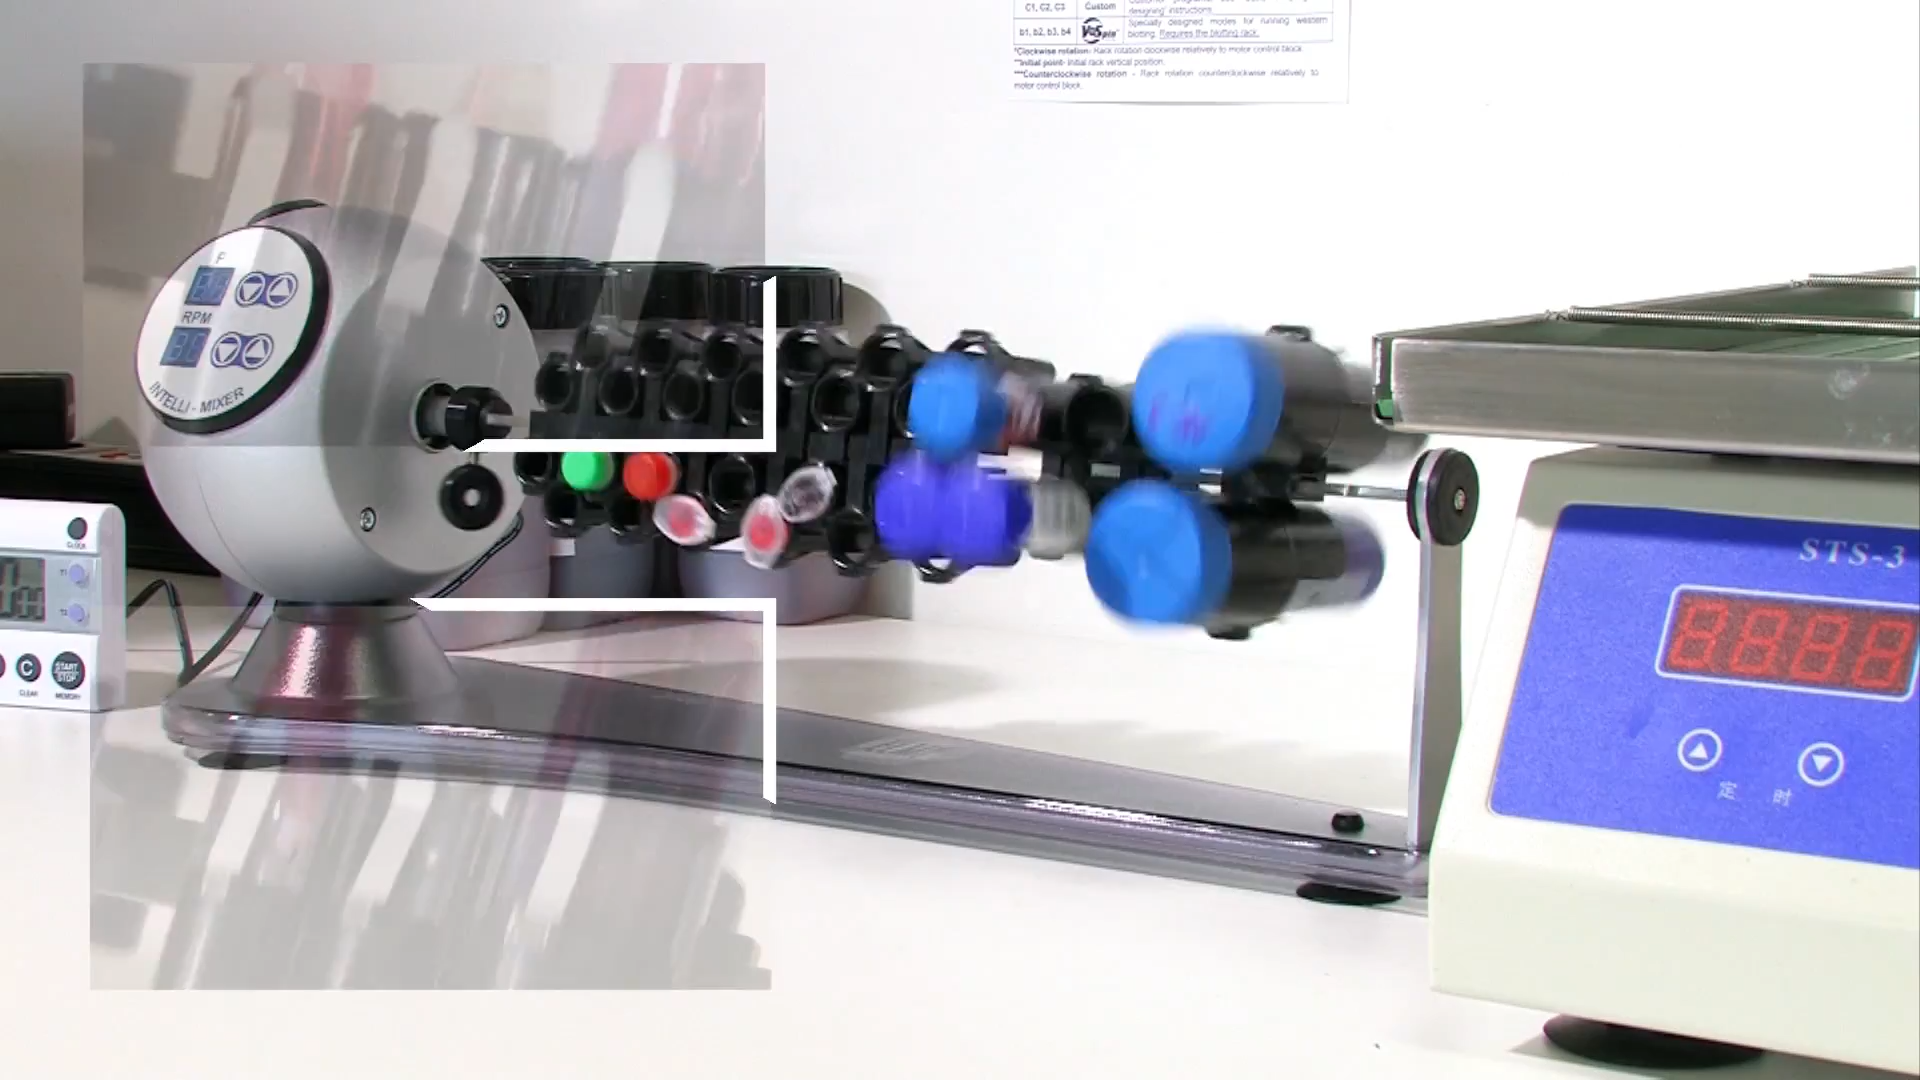 C1, C2, C3 Custom
designing' instructions.
b1, b2, b3, b4 Specially designed modes for running western
blotting. Requires the blotting rack.
*Clockwise rotation- Rack rotation clockwise relatively to motor control block
**Initial point- Initial rack vertical position.
***Counterclockwise rotation - Rack rotation counterclockwise relatively to
motor control block.
P
RPM
INTELLI - MIXER
CLOCK
T1
T2
C
CLEAR
START
STOP
MEMORY
STS-3
定 时